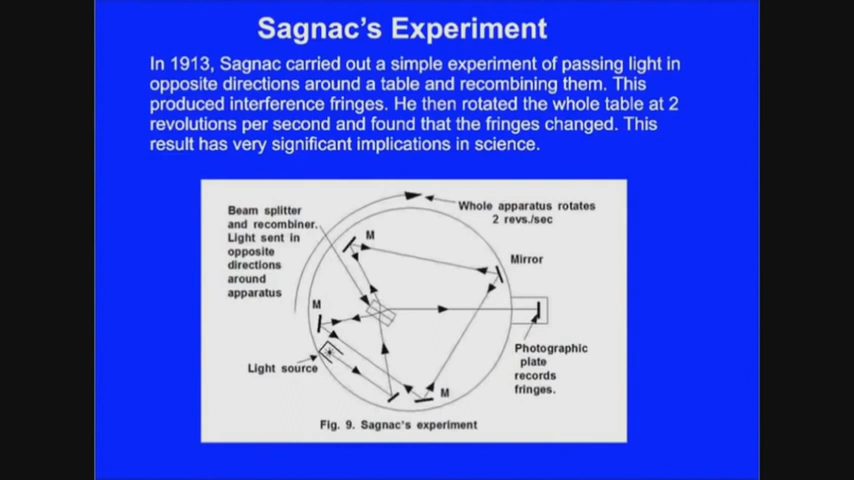 Sagnac's Experiment
In 1913, Sagnac carried out a simple experiment of passing light in
opposite directions around a table and recombining them. This
produced interference fringes. He then rotated the whole table at 2
revolutions per second and found that the fringes changed. This
result has very significant implications in science.
Beam splitter
and recombiner.
Light sent in
opposite
directions
around
apparatus
Whole apparatus rotates
2 revs./sec
M
Mirror
M
Light source
M
Photographic
plate
records
fringes.
Fig. 9. Sagnac's experiment